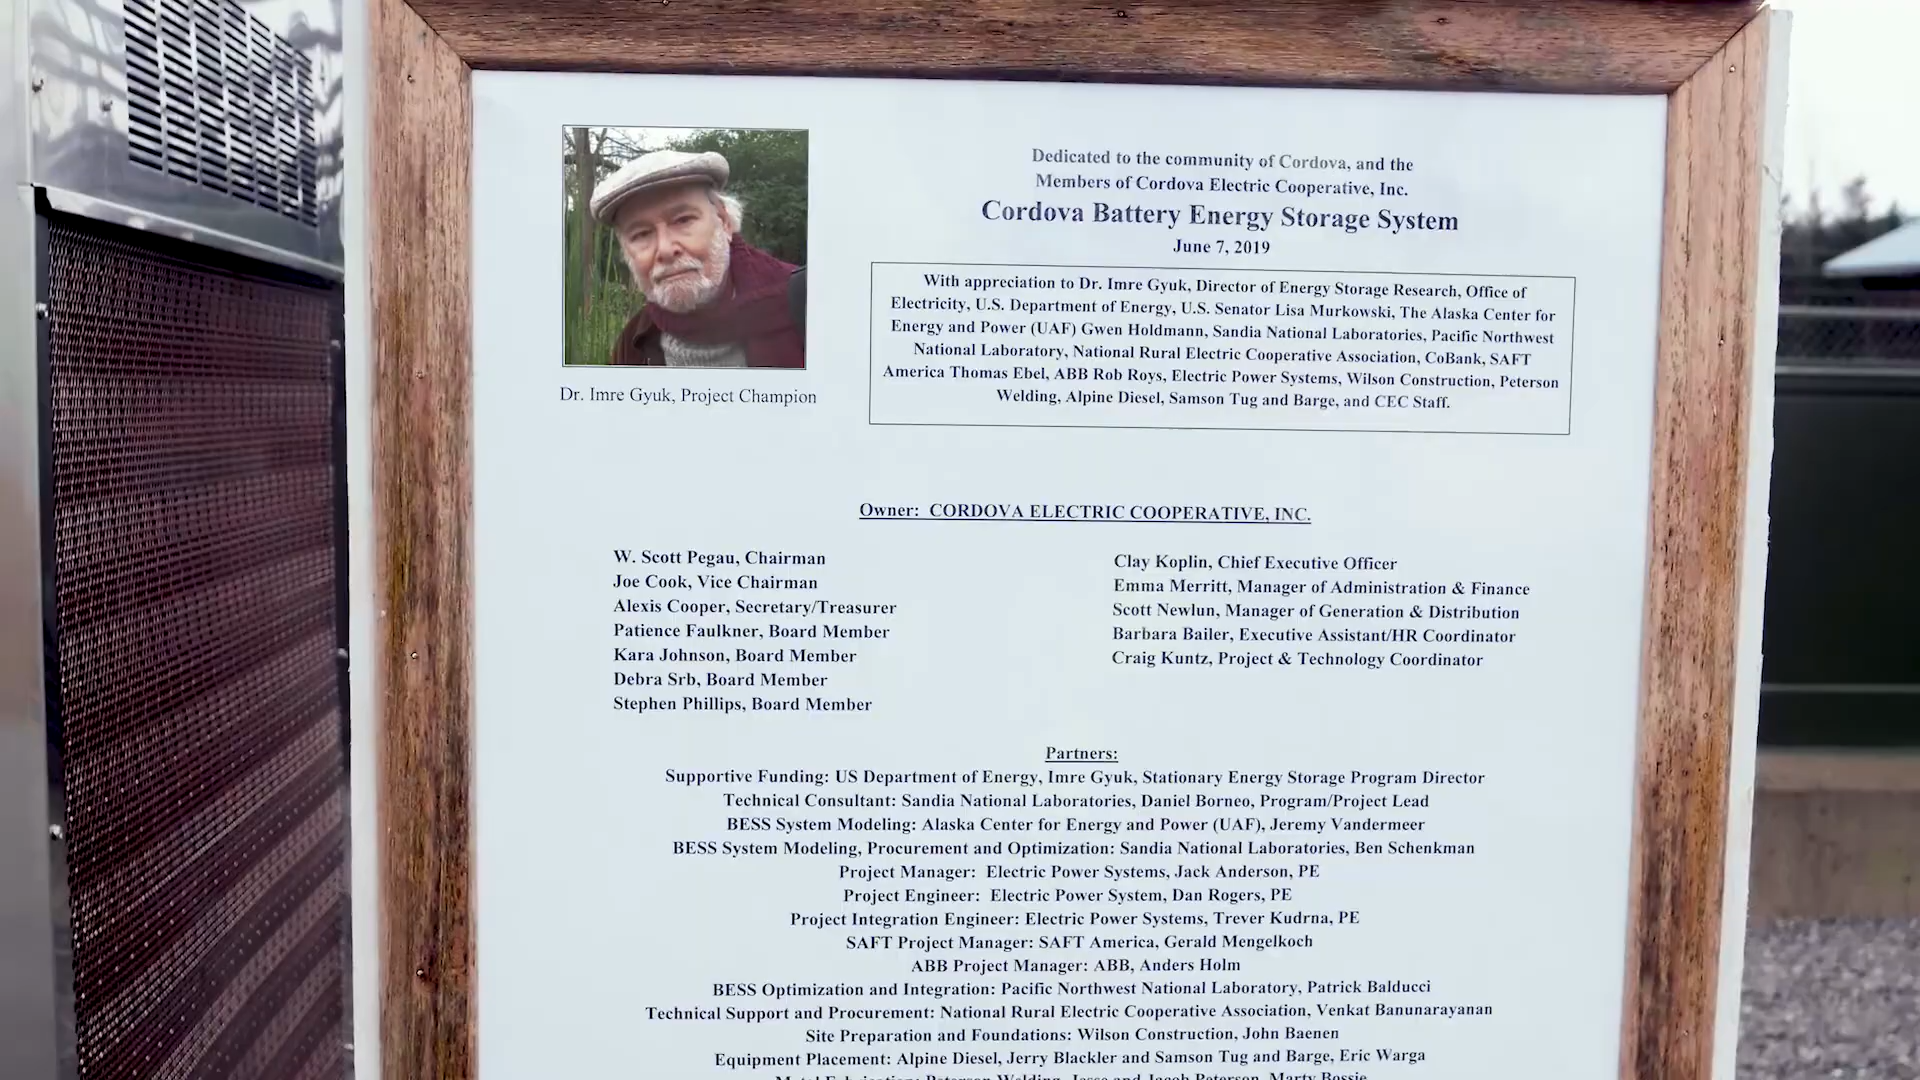 Dedicated to the community of Cordova, and the
Members of Cordova Electric Cooperative, Inc.
Cordova Battery Energy Storage System
June 7, 2019
With appreciation to Dr. Imre Gyuk, Director of Energy Storage Research, Office of
Electricity, U.S. Department of Energy, U.S. Senator Lisa Murkowski, The Alaska Center for
Energy and Power (UAF) Gwen Holdmann, Sandia National Laboratories, Pacific Northwest
National Laboratory, National Rural Electric Cooperative Association, CoBank, SAFT
America Thomas Ebel, ABB Rob Roys, Electric Power Systems, Wilson Construction, Peterson
Welding, Alpine Diesel, Samson Tug and Barge, and CEC Staff.
Dr. Imre Gyuk, Project Champion
Owner: CORDOVA ELECTRIC COOPERATIVE, INC.
W. Scott Pegau, Chairman
Joe Cook, Vice Chairman
Alexis Cooper, Secretary/Treasurer
Patience Faulkner, Board Member
Kara Johnson, Board Member
Debra Srb, Board Member
Stephen Phillips, Board Member
Clay Koplin, Chief Executive Officer
Emma Merritt, Manager of Administration & Finance
Scott Newlun, Manager of Generation & Distribution
Barbara Bailer, Executive Assistant/HR Coordinator
Craig Kuntz, Project & Technology Coordinator
Partners:
Supportive Funding: US Department of Energy, Imre Gyuk, Stationary Energy Storage Program Director
Technical Consultant: Sandia National Laboratories, Daniel Borneo, Program/Project Lead
BESS System Modeling: Alaska Center for Energy and Power (UAF), Jeremy Vandermeer
BESS System Modeling, Procurement and Optimization: Sandia National Laboratories, Ben Schenkman
Project Manager: Electric Power Systems, Jack Anderson, PE
Project Engineer: Electric Power System, Dan Rogers, PE
Project Integration Engineer: Electric Power Systems, Trever Kudrna, PE
SAFT Project Manager: SAFT America, Gerald Mengelkoch
ABB Project Manager: ABB, Anders Holm
BESS Optimization and Integration: Pacific Northwest National Laboratory, Patrick Balducci
Technical Support and Procurement: National Rural Electric Cooperative Association, Venkat Banunarayanan
Site Preparation and Foundations: Wilson Construction, John Baenen
Equipment Placement: Alpine Diesel, Jerry Blackler and Samson Tug and Barge, Eric Warga
Metal Fabrication: Peterson Welding, Jesse and Jacob Peterson, Marty Bossie